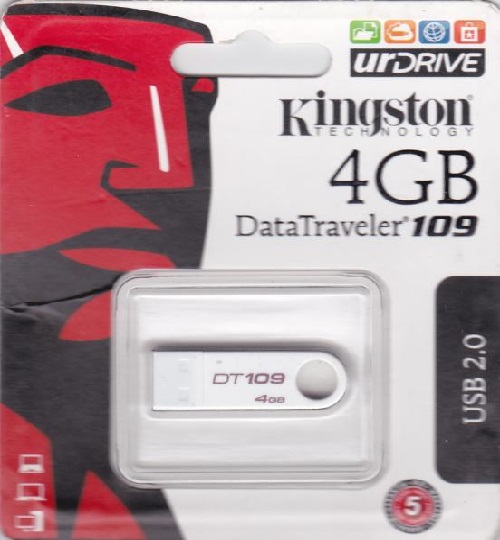 urDRIVE
Kingston
TECHNOLOGY
4GB
DataTraveler® 109
USB 2.0
DT109
4GB
5